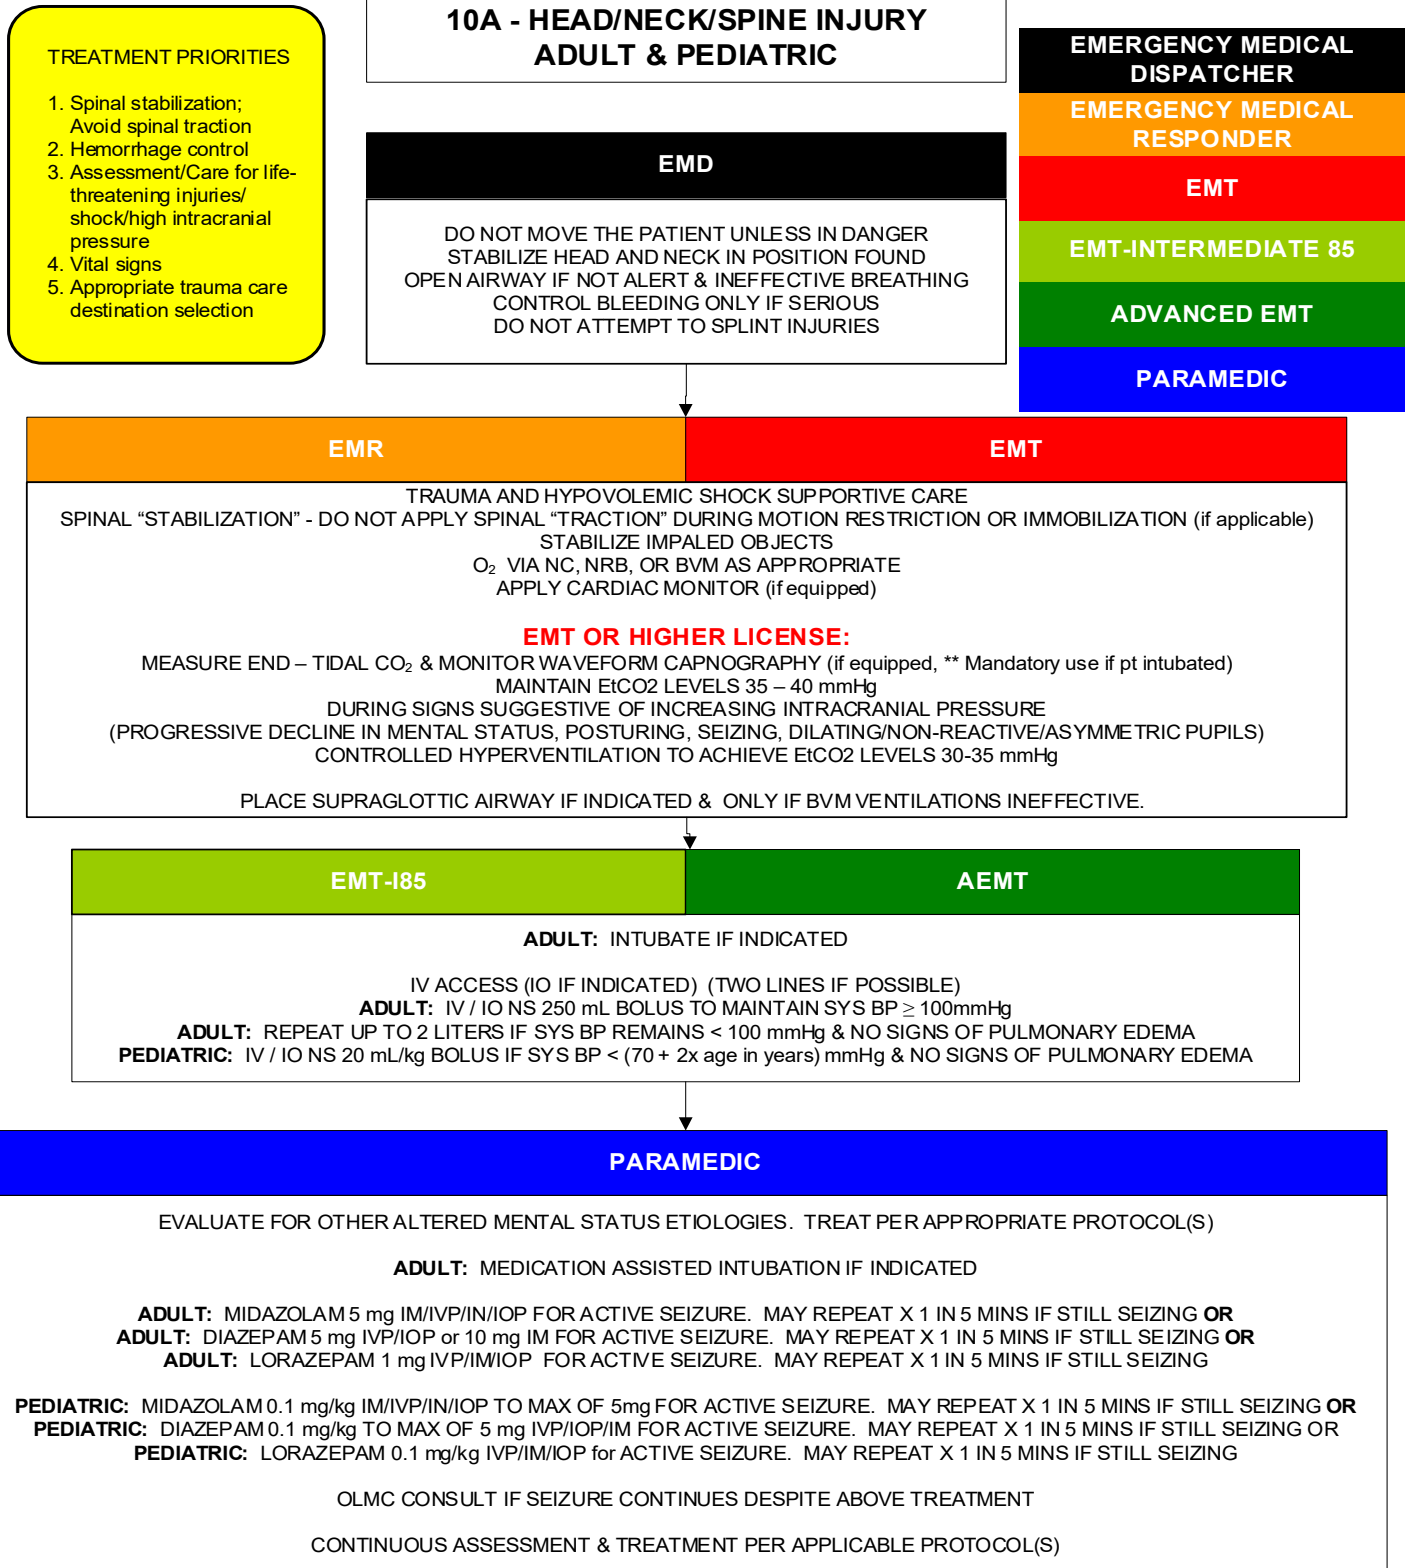 10A - HEAD/NECK/SPINE INJURY
ADULT & PEDIATRIC
TREATMENT PRIORITIES
1. Spinal stabilization;
Avoid spinal traction
2. Hemorrhage control
3. Assessment/Care for life-
threatening injuries/
shock/high intracranial
pressure
4. Vital signs
5. Appropriate trauma care
destination selection
EMERGENCY MEDICAL
DISPATCHER
EMERGENCY MEDICAL
RESPONDER
EMT
EMT-INTERMEDIATE 85
ADVANCED EMT
PARAMEDIC
EMD
DO NOT MOVE THE PATIENT UNLESS IN DANGER
STABILIZE HEAD AND NECK IN POSITION FOUND
OPEN AIRWAY IF NOT ALERT & INEFFECTIVE BREATHING
CONTROL BLEEDING ONLY IF SERIOUS
DO NOT ATTEMPT TO SPLINT INJURIES
EMR
EMT
TRAUMA AND HYPOVOLEMIC SHOCK SUPPORTIVE CARE
SPINAL “STABILIZATION” - DO NOT APPLY SPINAL “TRACTION” DURING MOTION RESTRICTION OR IMMOBILIZATION (if applicable)
STABILIZE IMPALED OBJECTS
O₂ VIA NC, NRB, OR BVM AS APPROPRIATE
APPLY CARDIAC MONITOR (if equipped)
EMT OR HIGHER LICENSE:
MEASURE END – TIDAL CO₂ & MONITOR WAVEFORM CAPNOGRAPHY (if equipped, ** Mandatory use if pt intubated)
MAINTAIN EtCO2 LEVELS 35 – 40 mmHg
DURING SIGNS SUGGESTIVE OF INCREASING INTRACRANIAL PRESSURE
(PROGRESSIVE DECLINE IN MENTAL STATUS, POSTURING, SEIZING, DILATING/NON-REACTIVE/ASYMMETRIC PUPILS)
CONTROLLED HYPERVENTILATION TO ACHIEVE EtCO2 LEVELS 30-35 mmHg
PLACE SUPRAGLOTTIC AIRWAY IF INDICATED & ONLY IF BVM VENTILATIONS INEFFECTIVE.
EMT-I85
AEMT
ADULT: INTUBATE IF INDICATED
IV ACCESS (IO IF INDICATED) (TWO LINES IF POSSIBLE)
ADULT: IV / IO NS 250 mL BOLUS TO MAINTAIN SYS BP ≥ 100mmHg
ADULT: REPEAT UP TO 2 LITERS IF SYS BP REMAINS < 100 mmHg & NO SIGNS OF PULMONARY EDEMA
PEDIATRIC: IV / IO NS 20 mL/kg BOLUS IF SYS BP < (70 + 2x age in years) mmHg & NO SIGNS OF PULMONARY EDEMA
PARAMEDIC
EVALUATE FOR OTHER ALTERED MENTAL STATUS ETIOLOGIES. TREAT PER APPROPRIATE PROTOCOL(S)
ADULT: MEDICATION ASSISTED INTUBATION IF INDICATED
ADULT: MIDAZOLAM 5 mg IM/IVP/IN/IOP FOR ACTIVE SEIZURE. MAY REPEAT X 1 IN 5 MINS IF STILL SEIZING OR
ADULT: DIAZEPAM 5 mg IVP/IOP or 10 mg IM FOR ACTIVE SEIZURE. MAY REPEAT X 1 IN 5 MINS IF STILL SEIZING OR
ADULT: LORAZEPAM 1 mg IVP/IM/IOP FOR ACTIVE SEIZURE. MAY REPEAT X 1 IN 5 MINS IF STILL SEIZING
PEDIATRIC: MIDAZOLAM 0.1 mg/kg IM/IVP/IN/IOP TO MAX OF 5mg FOR ACTIVE SEIZURE. MAY REPEAT X 1 IN 5 MINS IF STILL SEIZING OR
PEDIATRIC: DIAZEPAM 0.1 mg/kg TO MAX OF 5 mg IVP/IOP/IM FOR ACTIVE SEIZURE. MAY REPEAT X 1 IN 5 MINS IF STILL SEIZING OR
PEDIATRIC: LORAZEPAM 0.1 mg/kg IVP/IM/IOP for ACTIVE SEIZURE. MAY REPEAT X 1 IN 5 MINS IF STILL SEIZING
OLMC CONSULT IF SEIZURE CONTINUES DESPITE ABOVE TREATMENT
CONTINUOUS ASSESSMENT & TREATMENT PER APPLICABLE PROTOCOL(S)